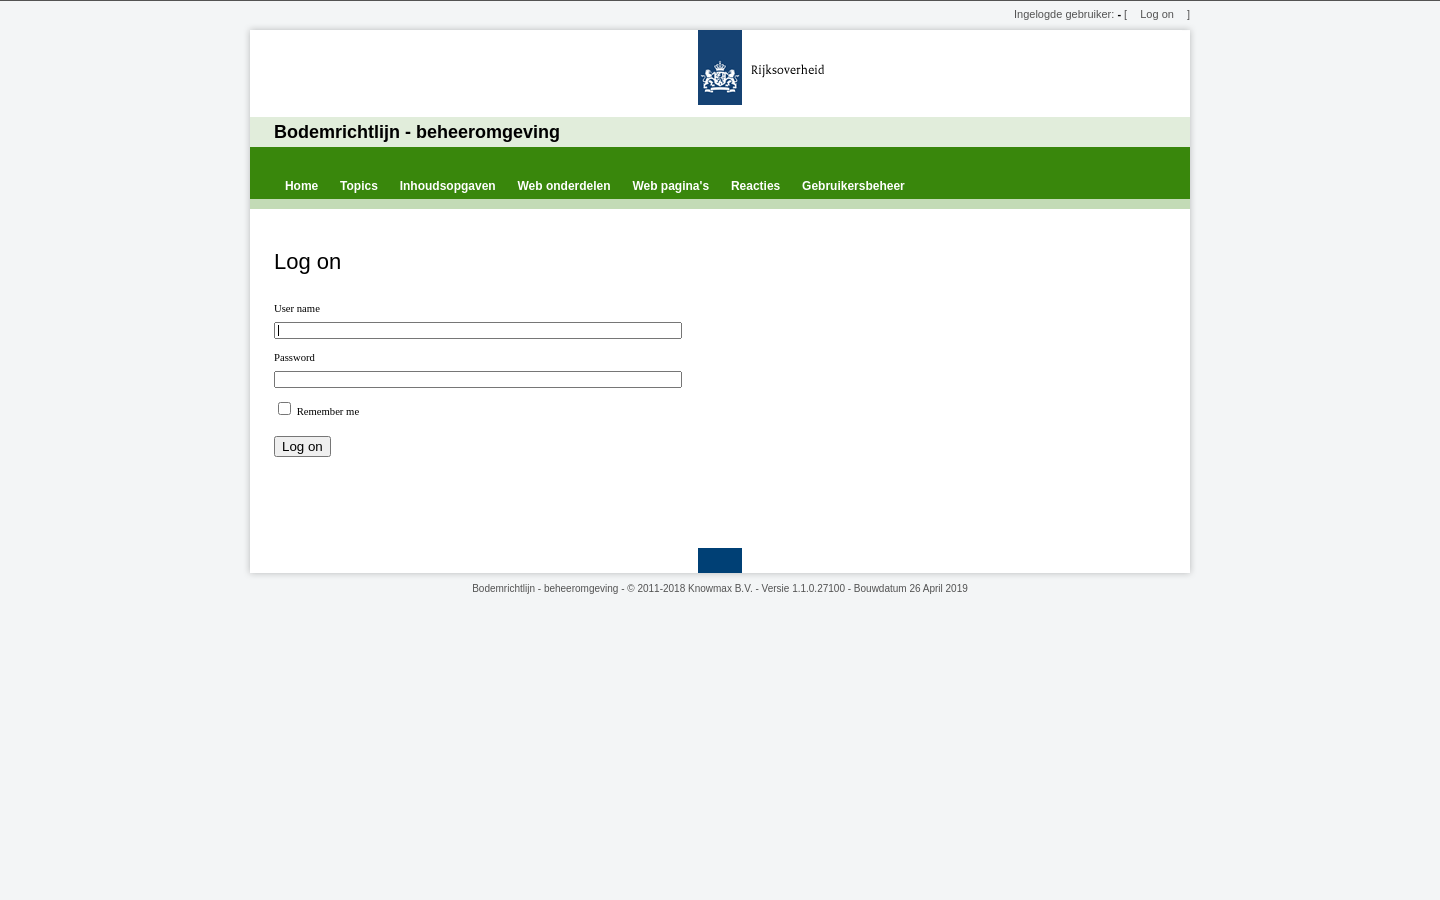 Ingelogde gebruiker: - [ Log on ]
Rijksoverheid
Bodemrichtlijn - beheeromgeving
Home Topics Inhoudsopgaven Web onderdelen Web pagina's Reacties Gebruikersbeheer
Log on
User name
Password
Remember me
Log on
Bodemrichtlijn - beheeromgeving - © 2011-2018 Knowmax B.V. - Versie 1.1.0.27100 - Bouwdatum 26 April 2019